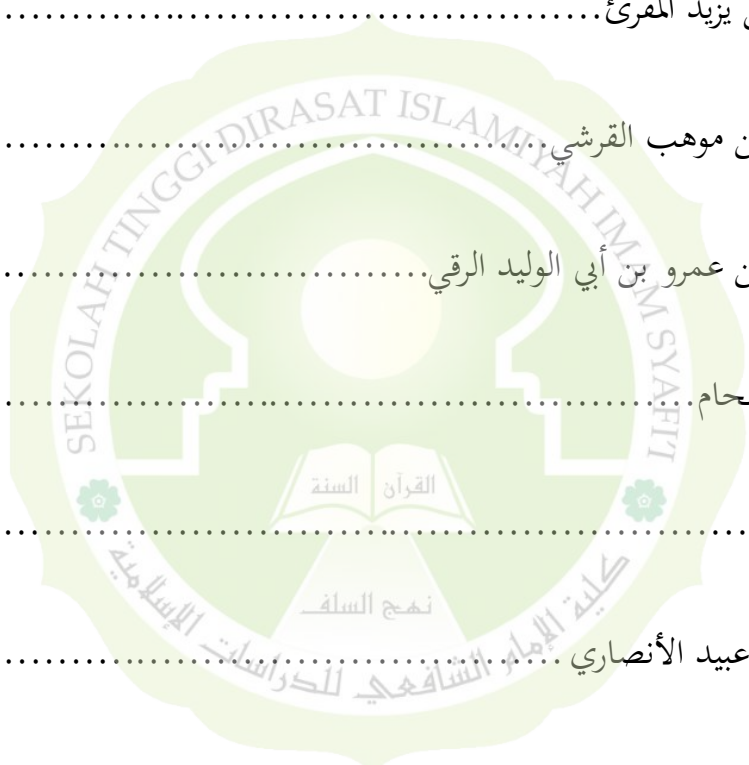 يزيد المقرئ................................................
موهب القرشي................................................
عمرو بن أبي الوليد الرقي................................................
................................................
عبيد الأنصاري ................................................
SEKOLAH TINGGI DIRASAT ISLAMIYAH IMAM SYAFI'I
القرآن السنة
نهج السلف
كلية الإمام الشافعي للدراسات الإسلامية